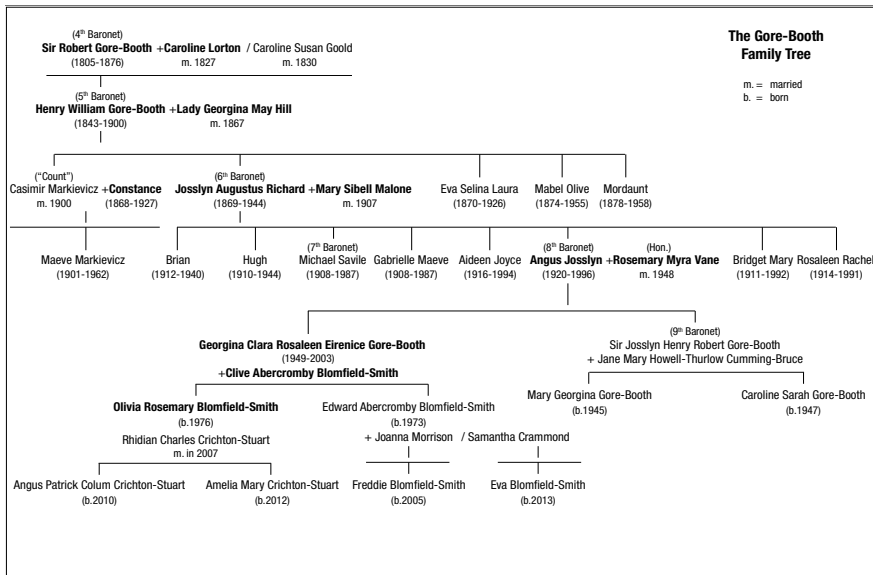 The Gore-Booth
Family Tree
m. = married
b. = born
(4th Baronet)
Sir Robert Gore-Booth +Caroline Lorton / Caroline Susan Goold
(1805-1876) m. 1827 m. 1830
(5th Baronet)
Henry William Gore-Booth +Lady Georgina May Hill
(1843-1900) m. 1867
("Count") (6th Baronet)
Casimir Markievicz +Constance Josslyn Augustus Richard +Mary Sibell Malone Eva Selina Laura Mabel Olive Mordaunt
m. 1900 (1868-1927) (1869-1944) m. 1907 (1870-1926) (1874-1955) (1878-1958)
(7th Baronet) (8th Baronet) (Hon.)
Maeve Markievicz Brian Hugh Michael Savile Gabrielle Maeve Aideen Joyce Angus Josslyn +Rosemary Myra Vane Bridget Mary Rosaleen Rachel
(1901-1962) (1912-1940) (1910-1944) (1908-1987) (1908-1987) (1916-1994) (1920-1996) m. 1948 (1911-1992) (1914-1991)
(9th Baronet)
Georgina Clara Rosaleen Eirenice Gore-Booth Sir Josslyn Henry Robert Gore-Booth
(1949-2003) + Jane Mary Howell-Thurlow Cumming-Bruce
+Clive Abercromby Blomfield-Smith
Mary Georgina Gore-Booth Caroline Sarah Gore-Booth
(b.1945) (b.1947)
Olivia Rosemary Blomfield-Smith Edward Abercromby Blomfield-Smith
(b.1976) (b.1973)
Rhidian Charles Crichton-Stuart + Joanna Morrison / Samantha Crammond
m. in 2007
Angus Patrick Colum Crichton-Stuart Amelia Mary Crichton-Stuart Freddie Blomfield-Smith Eva Blomfield-Smith
(b.2010) (b.2012) (b.2005) (b.2013)